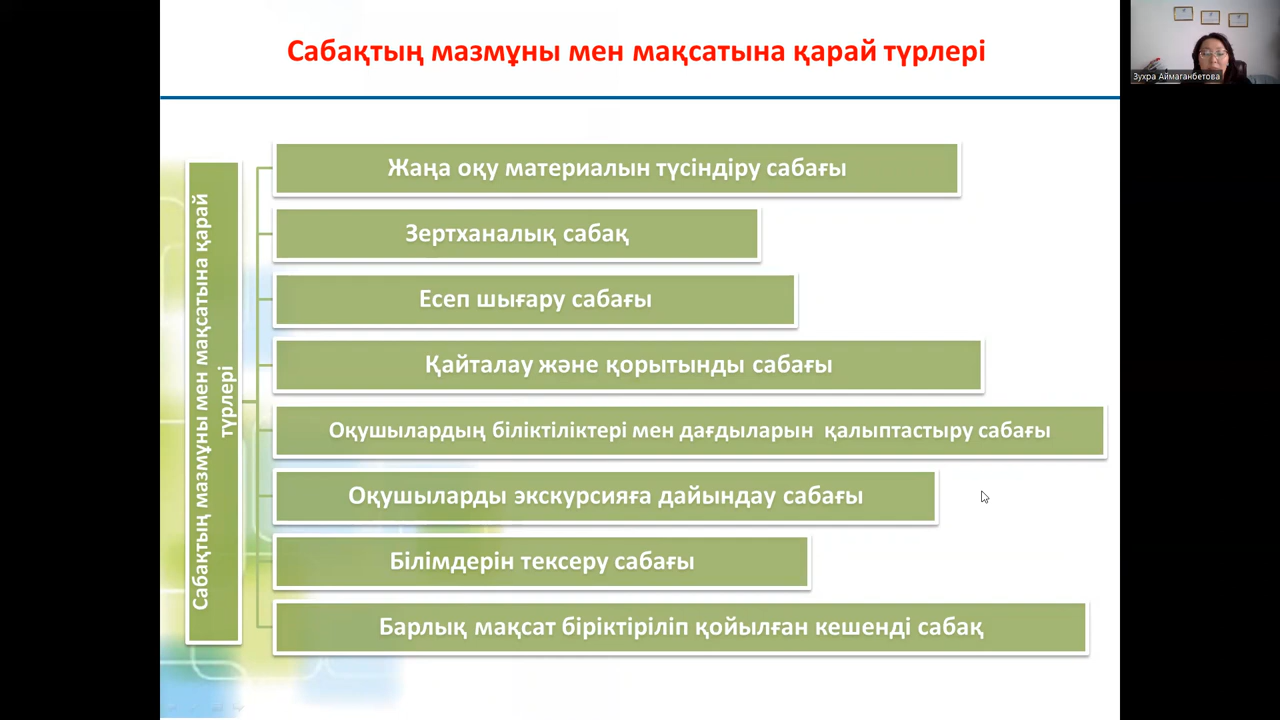 Сабақтың мазмұны мен мақсатына қарай түрлері
Зухра Аймаганбетова
Сабақтың мазмұны мен мақсатына қарай
түрлері
Жаңа оқу материалын түсіндіру сабағы
Зертханалық сабақ
Есеп шығару сабағы
Қайталау және қорытынды сабағы
Оқушылардың біліктіліктері мен дағдыларын қалыптастыру сабағы
Оқушыларды экскурсияға дайындау сабағы
Білімдерін тексеру сабағы
Барлық мақсат біріктіріліп қойылған кешенді сабақ